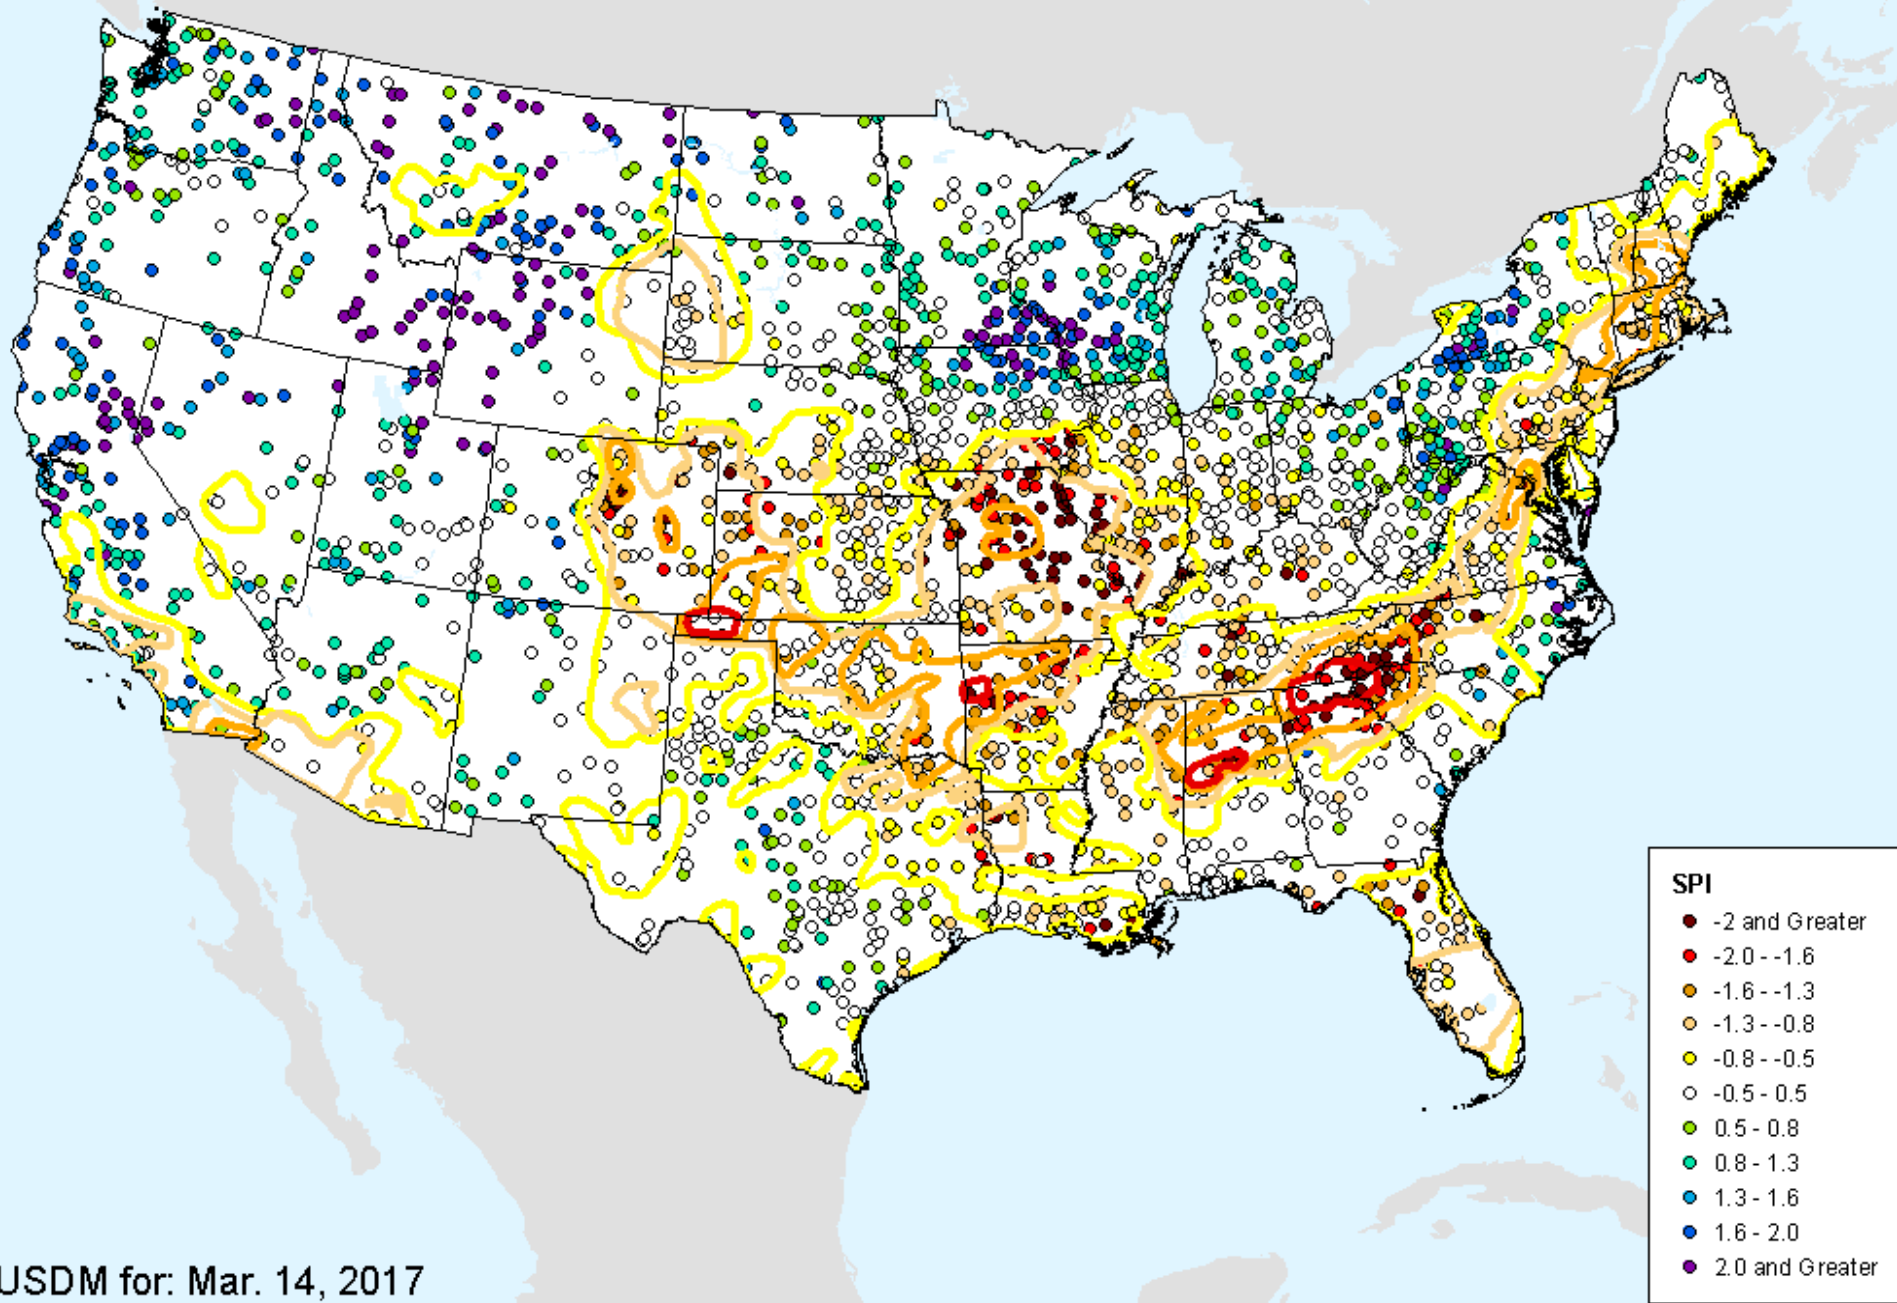 SPI
-2 and Greater
-2.0 - -1.6
-1.6 - -1.3
-1.3 - -0.8
-0.8 - -0.5
-0.5 - 0.5
0.5 - 0.8
0.8 - 1.3
1.3 - 1.6
1.6 - 2.0
2.0 and Greater
USDM for: Mar. 14, 2017